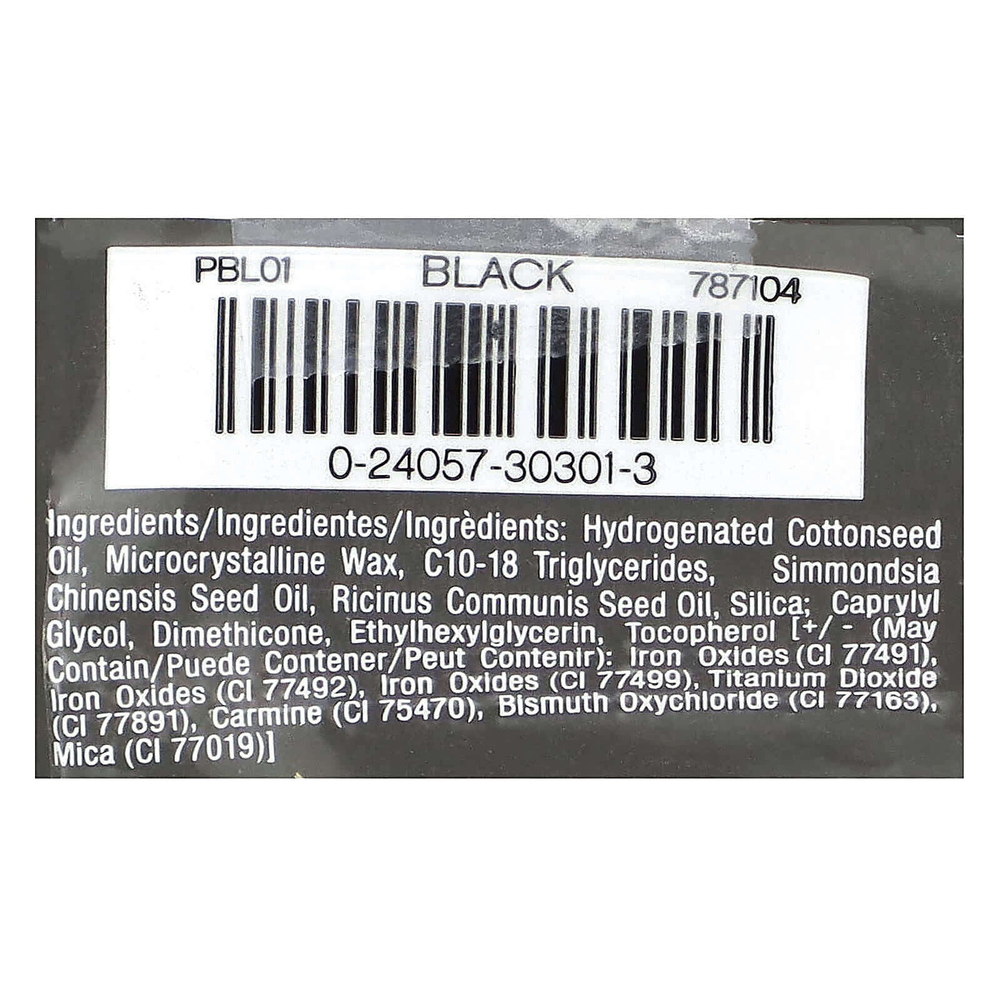 PBL01 BLACK 787104
0-24057-30301-3
Ingredients/Ingredientes/Ingrèdients: Hydrogenated Cottonseed
Oil, Microcrystalline Wax, C10-18 Triglycerides, Simmondsia
Chinensis Seed Oil, Ricinus Communis Seed Oil, Silica; Caprylyl
Glycol, Dimethicone, Ethylhexylglycerin, Tocopherol [+/ - (May
Contain/Puede Contener/Peut Contenir): Iron Oxides (CI 77491),
Iron Oxides (CI 77492), Iron Oxides (CI 77499), Titanium Dioxide
(CI 77891), Carmine (CI 75470), Bismuth Oxychloride (CI 77163),
Mica (CI 77019)]